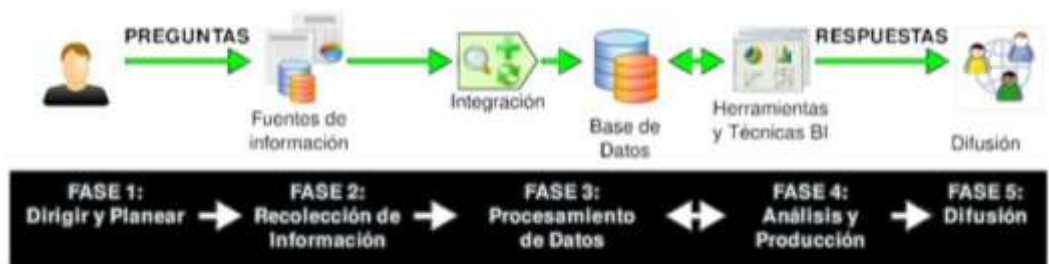 PREGUNTAS
RESPUESTAS
Fuentes de
información
Integración
Base de
Datos
Herramientas
y Técnicas BI
Difusión
FASE 1:
Dirigir y Planear
FASE 2:
Recolección de
Información
FASE 3:
Procesamiento
de Datos
FASE 4:
Análisis y
Producción
FASE 5:
Difusión